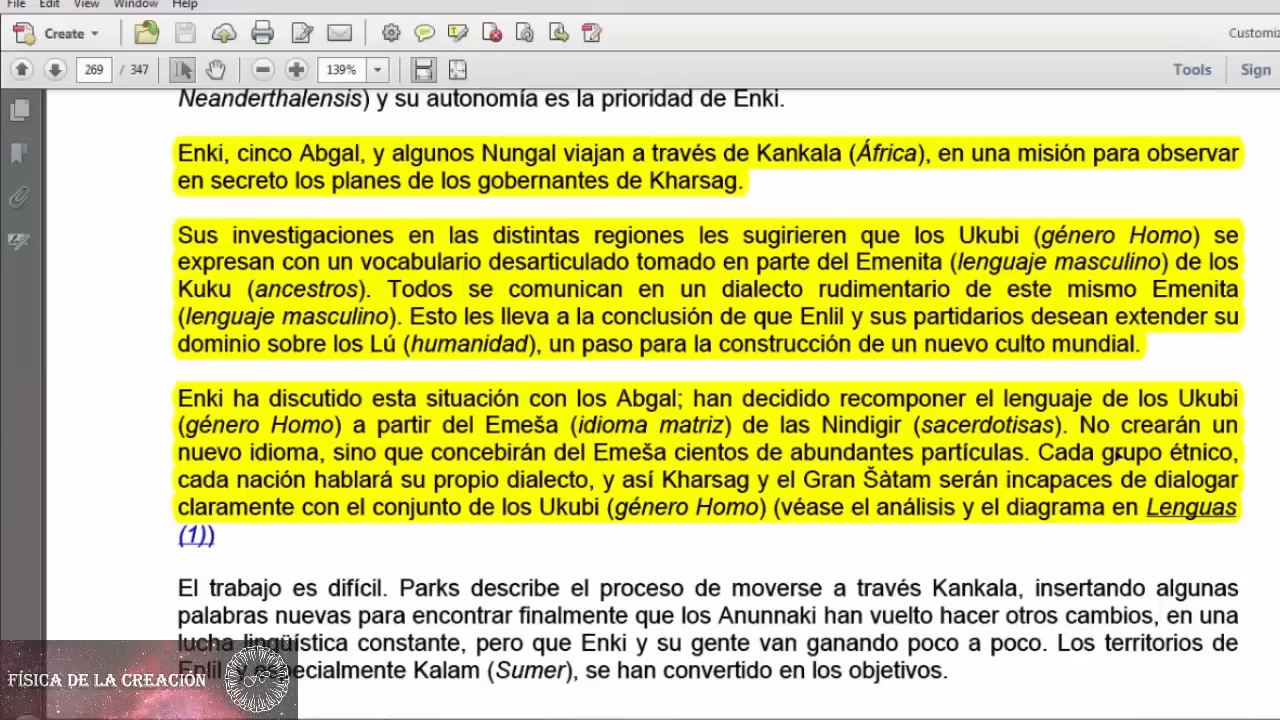 File Edit View Window Help
Create
Customiz
269 / 347
139%
Tools Sign
Neanderthalensis) y su autonomía es la prioridad de Enki.
Enki, cinco Abgal, y algunos Nungal viajan a través de Kankala (África), en una misión para observar
en secreto los planes de los gobernantes de Kharsag.
Sus investigaciones en las distintas regiones les sugirieren que los Ukubi (género Homo) se
expresan con un vocabulario desarticulado tomado en parte del Emenita (lenguaje masculino) de los
Kuku (ancestros). Todos se comunican en un dialecto rudimentario de este mismo Emenita
(lenguaje masculino). Esto les lleva a la conclusión de que Enlil y sus partidarios desean extender su
dominio sobre los Lú (humanidad), un paso para la construcción de un nuevo culto mundial.
Enki ha discutido esta situación con los Abgal; han decidido recomponer el lenguaje de los Ukubi
(género Homo) a partir del Emeša (idioma matriz) de las Nindigir (sacerdotisas). No crearán un
nuevo idioma, sino que concebirán del Emeša cientos de abundantes partículas. Cada grupo étnico,
cada nación hablará su propio dialecto, y así Kharsag y el Gran Šàtam serán incapaces de dialogar
claramente con el conjunto de los Ukubi (género Homo) (véase el análisis y el diagrama en Lenguas
(1))
El trabajo es difícil. Parks describe el proceso de moverse a través Kankala, insertando algunas
palabras nuevas para encontrar finalmente que los Anunnaki han vuelto hacer otros cambios, en una
lucha lingüística constante, pero que Enki y su gente van ganando poco a poco. Los territorios de
Enlil, y especialmente Kalam (Sumer), se han convertido en los objetivos.
FÍSICA DE LA CREACIÓN